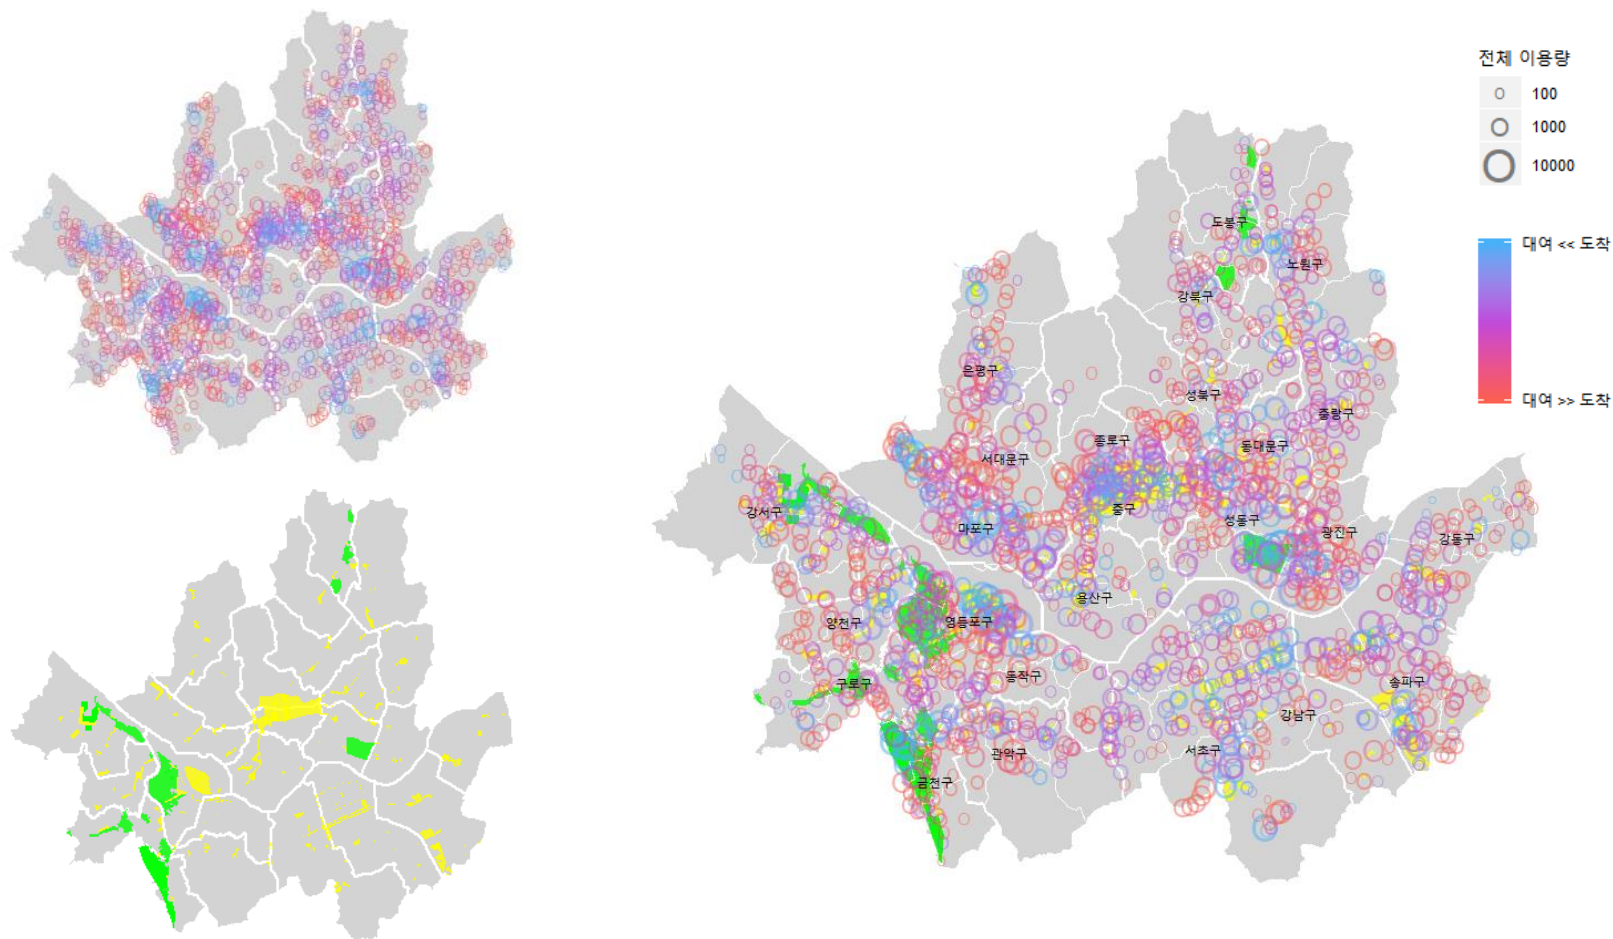 전체 이용량
100
1000
10000
대여 << 도착
대여 >> 도착
도봉구
노원구
강북구
은평구
성북구
중랑구
종로구
동대문구
서대문구
강서구
중구
마포구
성동구
광진구
강동구
용산구
양천구
영등포구
구로구
동작구
송파구
강남구
서초구
관악구
금천구